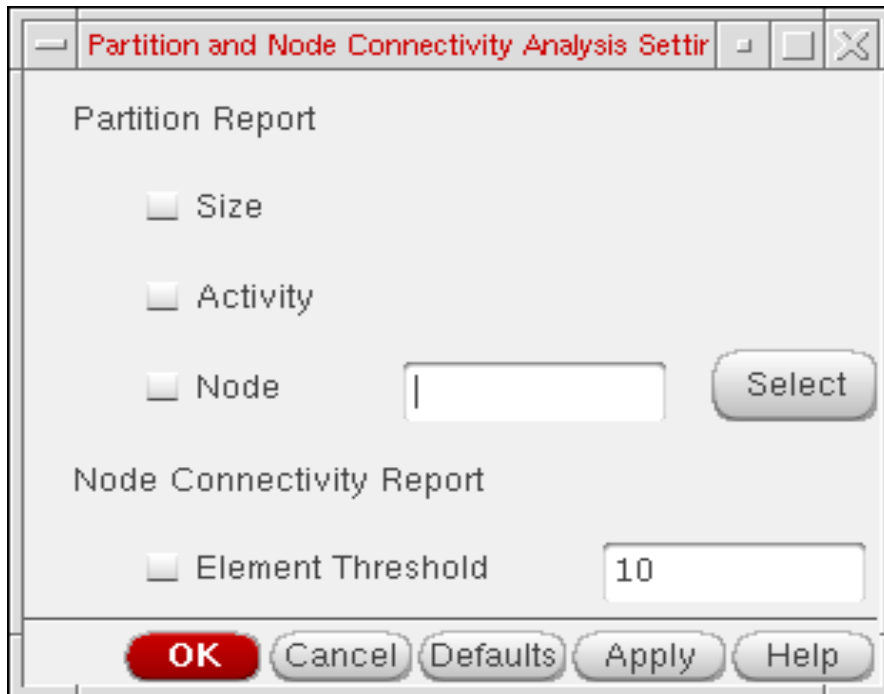 Partition and Node Connectivity Analysis Settir
Partition Report
Size
Activity
Node
Select
Node Connectivity Report
Element Threshold 10
OK Cancel Defaults Apply Help